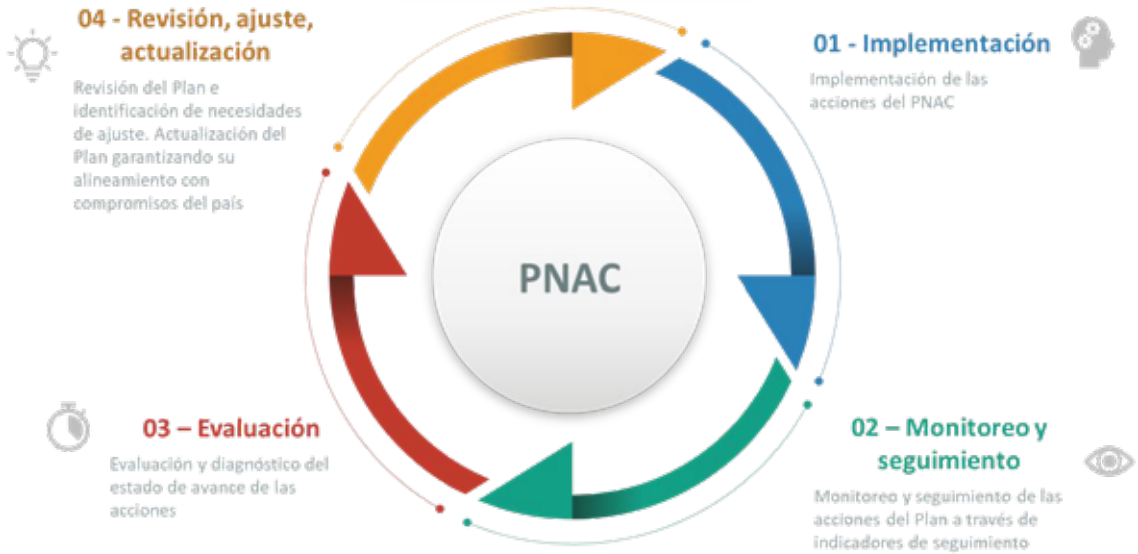 04 - Revisión, ajuste,
actualización
Revisión del Plan e
identificación de necesidades
de ajuste. Actualización del
Plan garantizando su
alineamiento con
compromisos del país
01 - Implementación
Implementación de las
acciones del PNAC
PNAC
03 – Evaluación
Evaluación y diagnóstico del
estado de avance de las
acciones
02 – Monitoreo y
seguimiento
Monitoreo y seguimiento de las
acciones del Plan a través de
indicadores de seguimiento